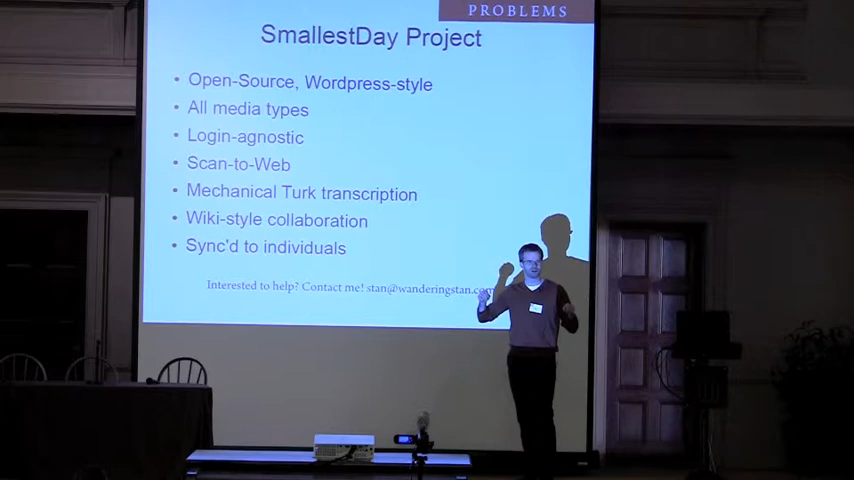 PROBLEMS
SmallestDay Project
• Open-Source, Wordpress-style
• All media types
• Login-agnostic
• Scan-to-Web
• Mechanical Turk transcription
• Wiki-style collaboration
• Sync'd to individuals
Interested to help? Contact me! stan@wanderingstan.com